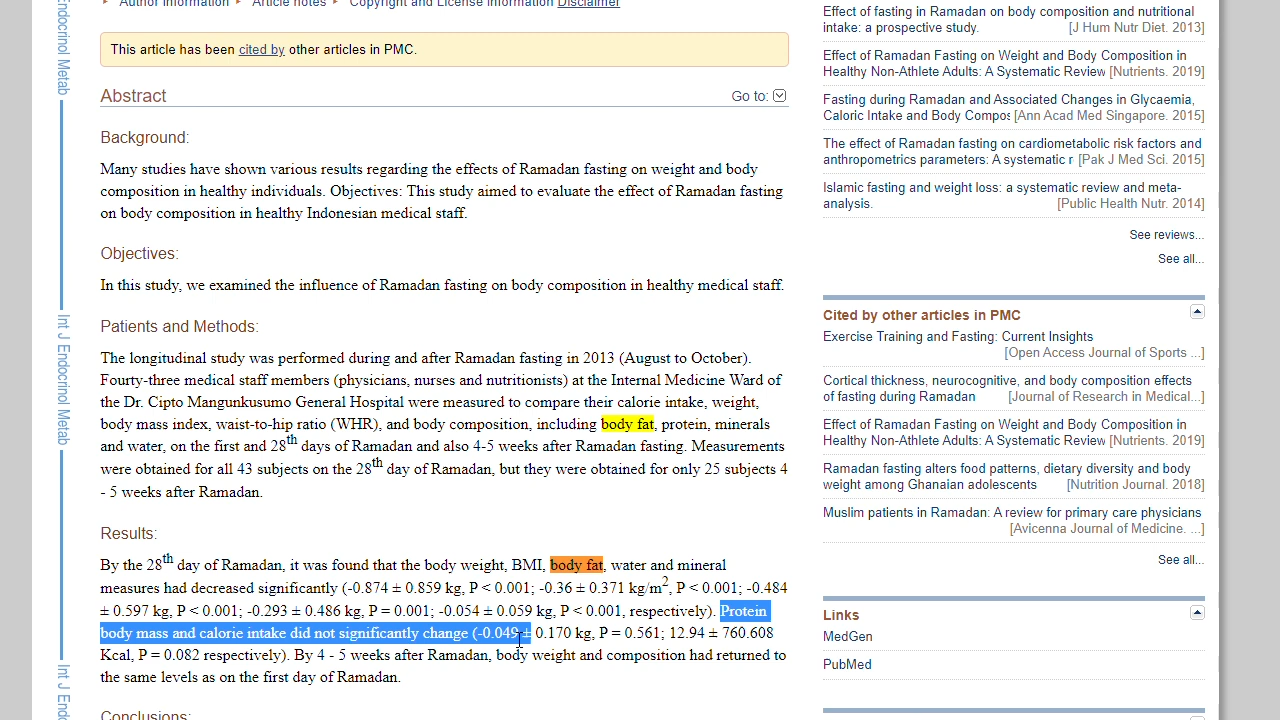 Author information ▸ Article notes ▸ Copyright and License information Disclaimer
This article has been cited by other articles in PMC.
Abstract
Go to:
Background:
Many studies have shown various results regarding the effects of Ramadan fasting on weight and body
composition in healthy individuals. Objectives: This study aimed to evaluate the effect of Ramadan fasting
on body composition in healthy Indonesian medical staff.
Objectives:
In this study, we examined the influence of Ramadan fasting on body composition in healthy medical staff.
Patients and Methods:
The longitudinal study was performed during and after Ramadan fasting in 2013 (August to October).
Fourty-three medical staff members (physicians, nurses and nutritionists) at the Internal Medicine Ward of
the Dr. Cipto Mangunkusumo General Hospital were measured to compare their calorie intake, weight,
body mass index, waist-to-hip ratio (WHR), and body composition, including body fat, protein, minerals
and water, on the first and 28th days of Ramadan and also 4-5 weeks after Ramadan fasting. Measurements
were obtained for all 43 subjects on the 28th day of Ramadan, but they were obtained for only 25 subjects 4
- 5 weeks after Ramadan.
Results:
By the 28th day of Ramadan, it was found that the body weight, BMI, body fat, water and mineral
measures had decreased significantly (-0.874 ± 0.859 kg, P < 0.001; -0.36 ± 0.371 kg/m2, P < 0.001; -0.484
± 0.597 kg, P < 0.001; -0.293 ± 0.486 kg, P = 0.001; -0.054 ± 0.059 kg, P < 0.001, respectively). Protein
body mass and calorie intake did not significantly change (-0.049 ± 0.170 kg, P = 0.561; 12.94 ± 760.608
Kcal, P = 0.082 respectively). By 4 - 5 weeks after Ramadan, body weight and composition had returned to
the same levels as on the first day of Ramadan.
Conclusions:
Effect of fasting in Ramadan on body composition and nutritional
intake: a prospective study. [J Hum Nutr Diet. 2013]
Effect of Ramadan Fasting on Weight and Body Composition in
Healthy Non-Athlete Adults: A Systematic Review [Nutrients. 2019]
Fasting during Ramadan and Associated Changes in Glycaemia,
Caloric Intake and Body Compos [Ann Acad Med Singapore. 2015]
The effect of Ramadan fasting on cardiometabolic risk factors and
anthropometrics parameters: A systematic r [Pak J Med Sci. 2015]
Islamic fasting and weight loss: a systematic review and meta-
analysis. [Public Health Nutr. 2014]
See reviews...
See all...
Cited by other articles in PMC
Exercise Training and Fasting: Current Insights
[Open Access Journal of Sports ...]
Cortical thickness, neurocognitive, and body composition effects
of fasting during Ramadan [Journal of Research in Medical...]
Effect of Ramadan Fasting on Weight and Body Composition in
Healthy Non-Athlete Adults: A Systematic Review [Nutrients. 2019]
Ramadan fasting alters food patterns, dietary diversity and body
weight among Ghanaian adolescents [Nutrition Journal. 2018]
Muslim patients in Ramadan: A review for primary care physicians
[Avicenna Journal of Medicine. ...]
See all...
Links
MedGen
PubMed
Endocrinol Metab
Int J Endocrinol Metab
Int J Endo